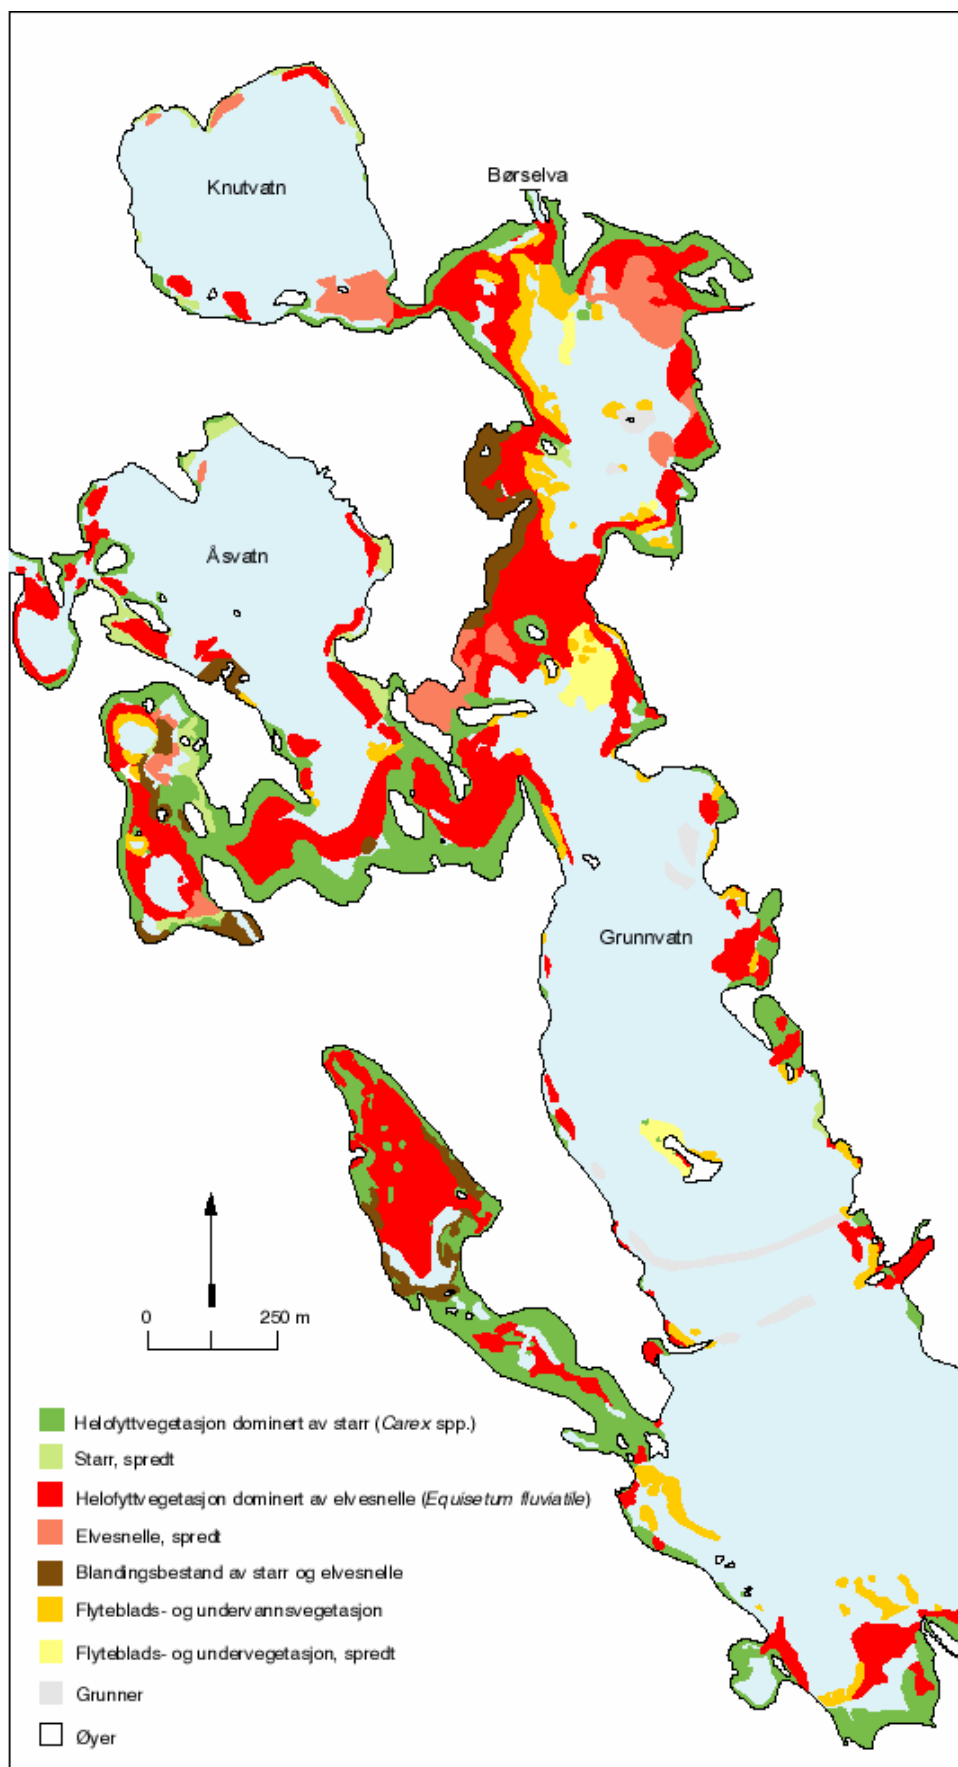 Børselva
Knutvatn
Åsvatn
Grunnvatn
0 250 m
Helofyttvegetasjon dominert av starr (Carex spp.)
Starr, spredt
Helofyttvegetasjon dominert av elvesnelle (Equisetum fluviatile)
Elvesnelle, spredt
Blandingsbestand av starr og elvesnelle
Flyteblads- og undervannsvegetasjon
Flyteblads- og undervegetasjon, spredt
Grunner
Øyer